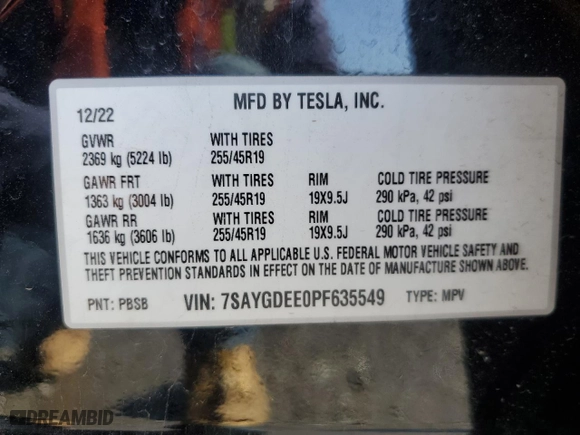 MFD BY TESLA, INC.
12/22
GVWR WITH TIRES
2369 kg (5224 lb) 255/45R19
GAWR FRT WITH TIRES RIM COLD TIRE PRESSURE
1363 kg (3004 lb) 255/45R19 19X9.5J 290 kPa, 42 psi
GAWR RR WITH TIRES RIM COLD TIRE PRESSURE
1636 kg (3606 lb) 255/45R19 19X9.5J 290 kPa, 42 psi
THIS VEHICLE CONFORMS TO ALL APPLICABLE U.S. FEDERAL MOTOR VEHICLE SAFETY AND
THEFT PREVENTION STANDARDS IN EFFECT ON THE DATE OF MANUFACTURE SHOWN ABOVE.
PNT: PBSB VIN: 7SAYGDEE0PF635549 TYPE: MPV
DREAMBID